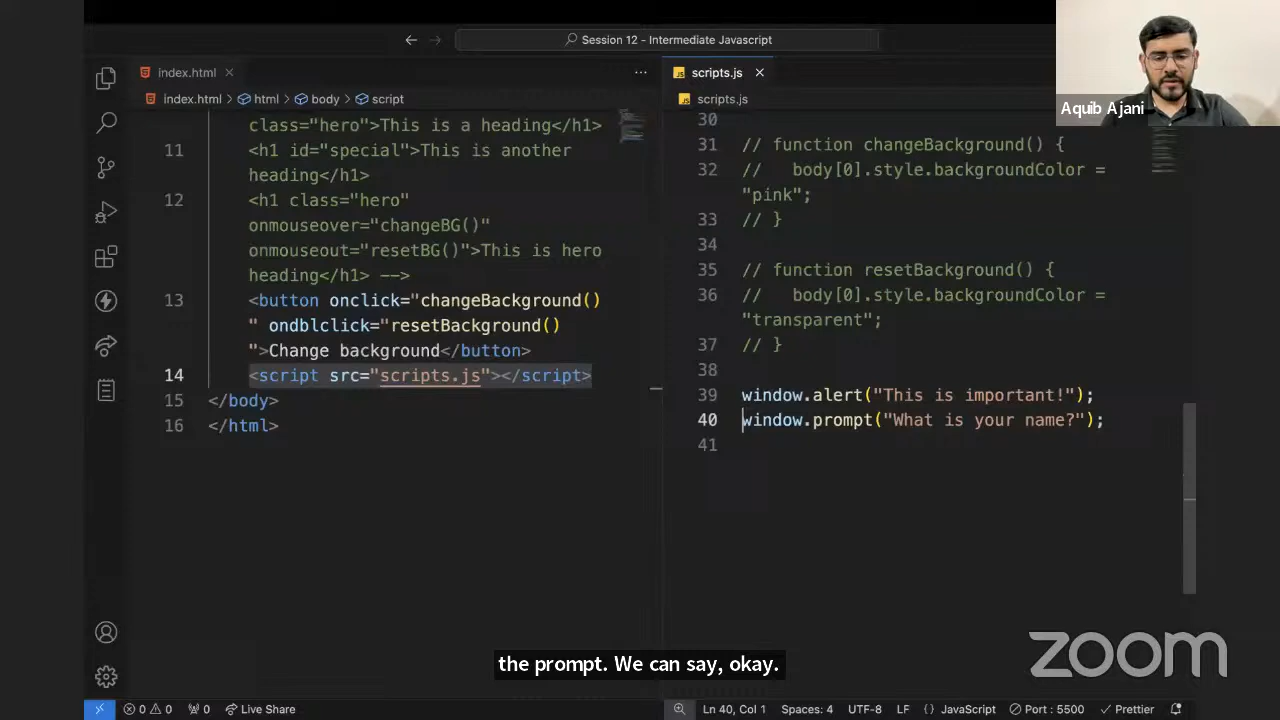 Session 12 - Intermediate Javascript
Aquib Ajani
index.html
index.html > html > body > script
class="hero">This is a heading</h1>
11 <h1 id="special">This is another
heading</h1>
12 <h1 class="hero"
onmouseover="changeBG()"
onmouseout="resetBG()">This is hero
heading</h1> -->
13 <button onclick="changeBackground()
" ondblclick="resetBackground()
">Change background</button>
14 <script src="scripts.js"></script>
15 </body>
16 </html>
scripts.js
scripts.js
30
31 // function changeBackground() {
32 //   body[0].style.backgroundColor =
"pink";
33 // }
34
35 // function resetBackground() {
36 //   body[0].style.backgroundColor =
"transparent";
37 // }
38
39 window.alert("This is important!");
40 window.prompt("What is your name?");
41
the prompt. We can say, okay.
zoom
0 0 0 Live Share
Ln 40, Col 1 Spaces: 4 UTF-8 LF {} JavaScript Port : 5500 Prettier